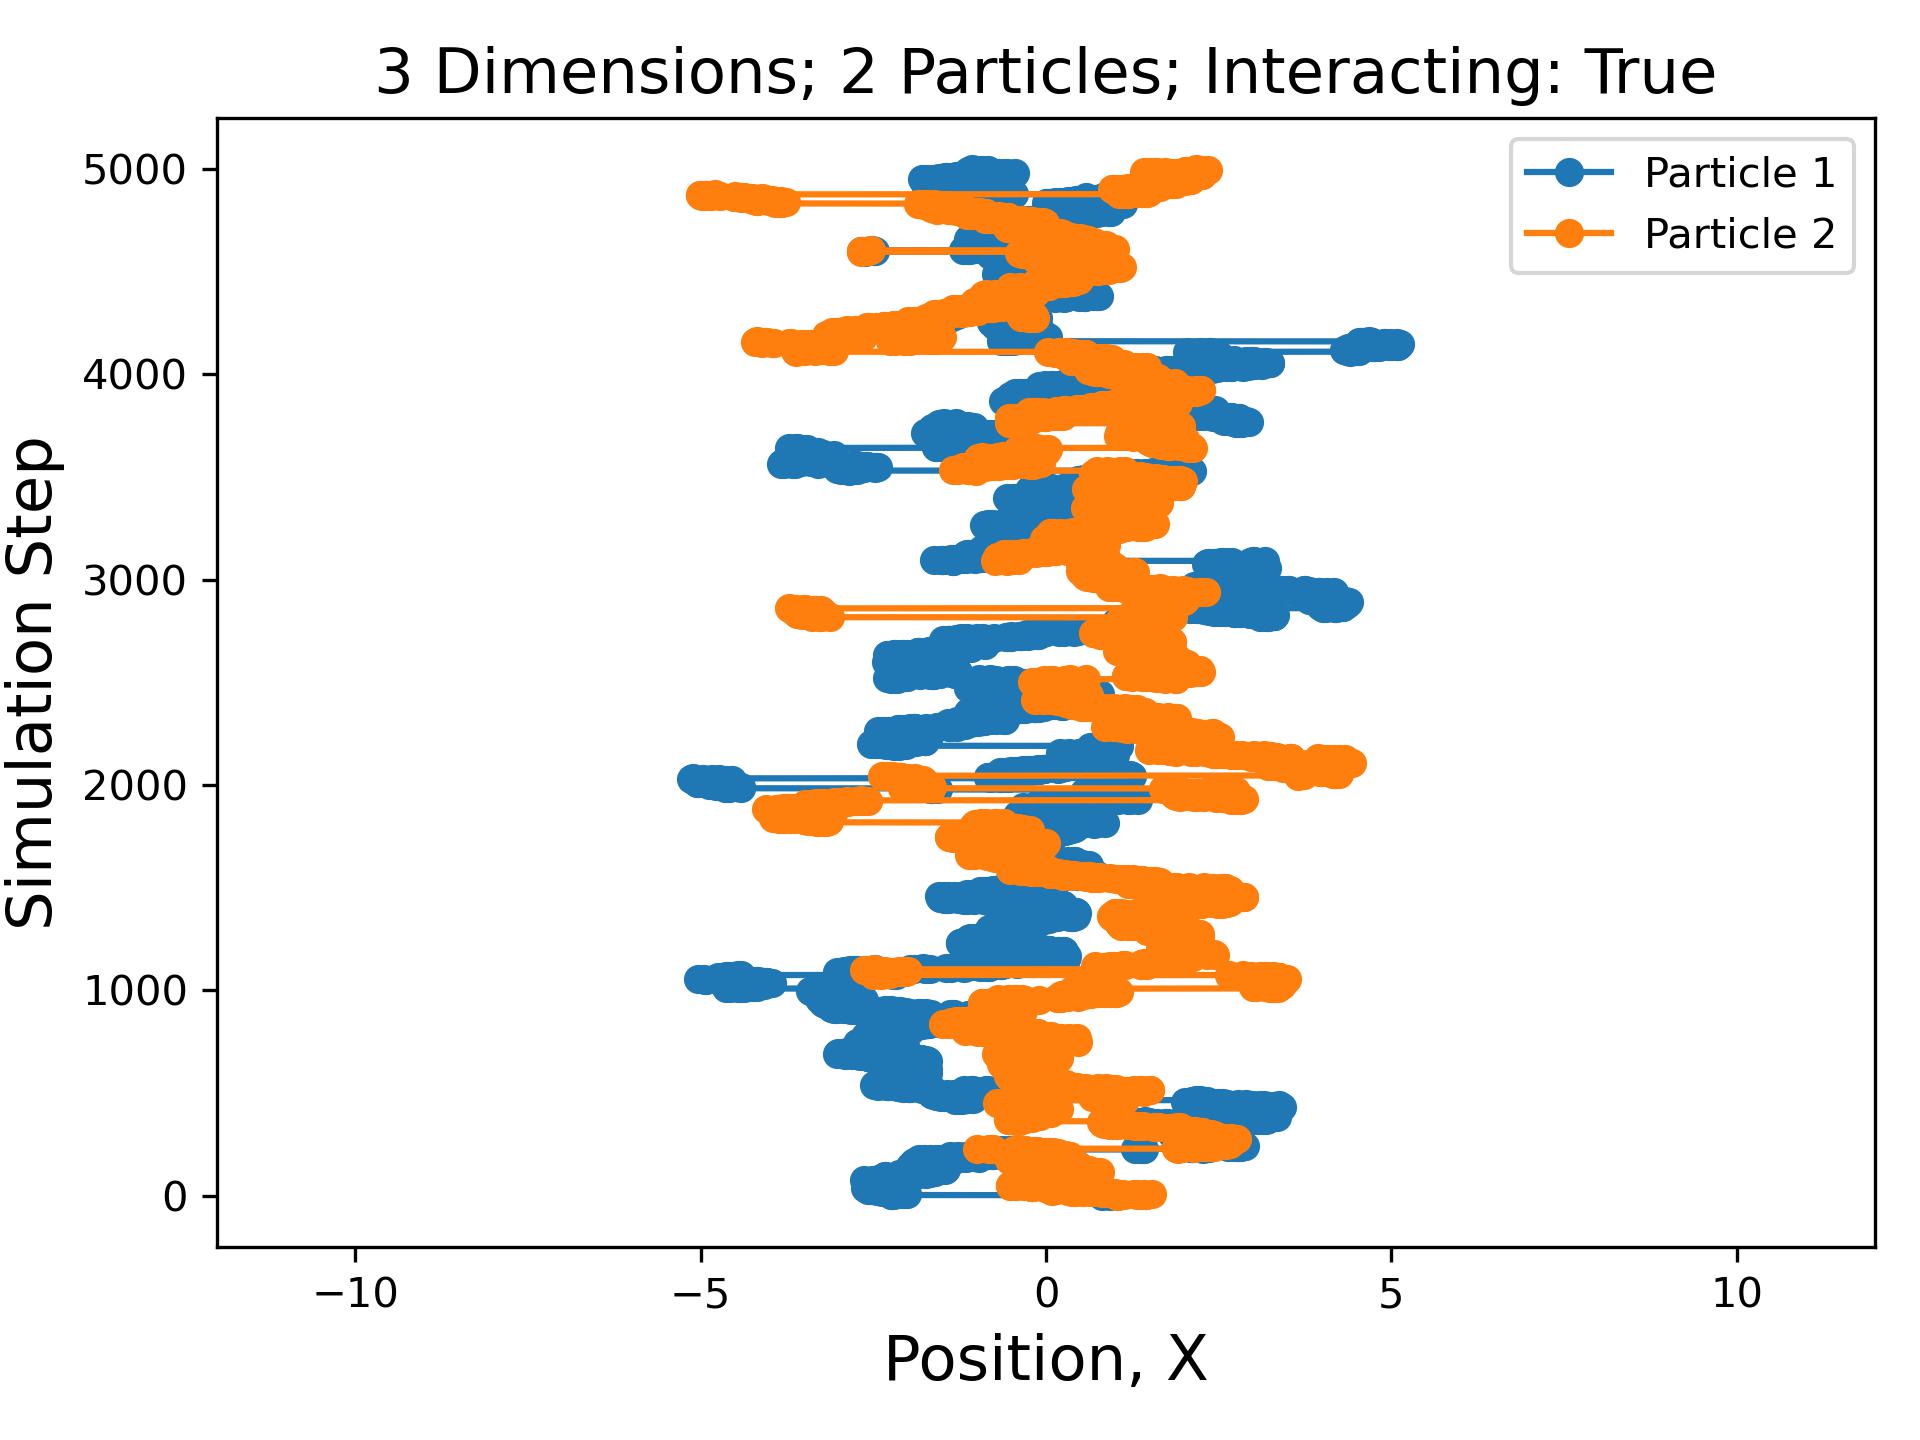 3 Dimensions; 2 Particles; Interacting: True
Particle 1
Particle 2
5000
4000
3000
2000
1000
0
Simulation Step
−10
−5
0
5
10
Position, X